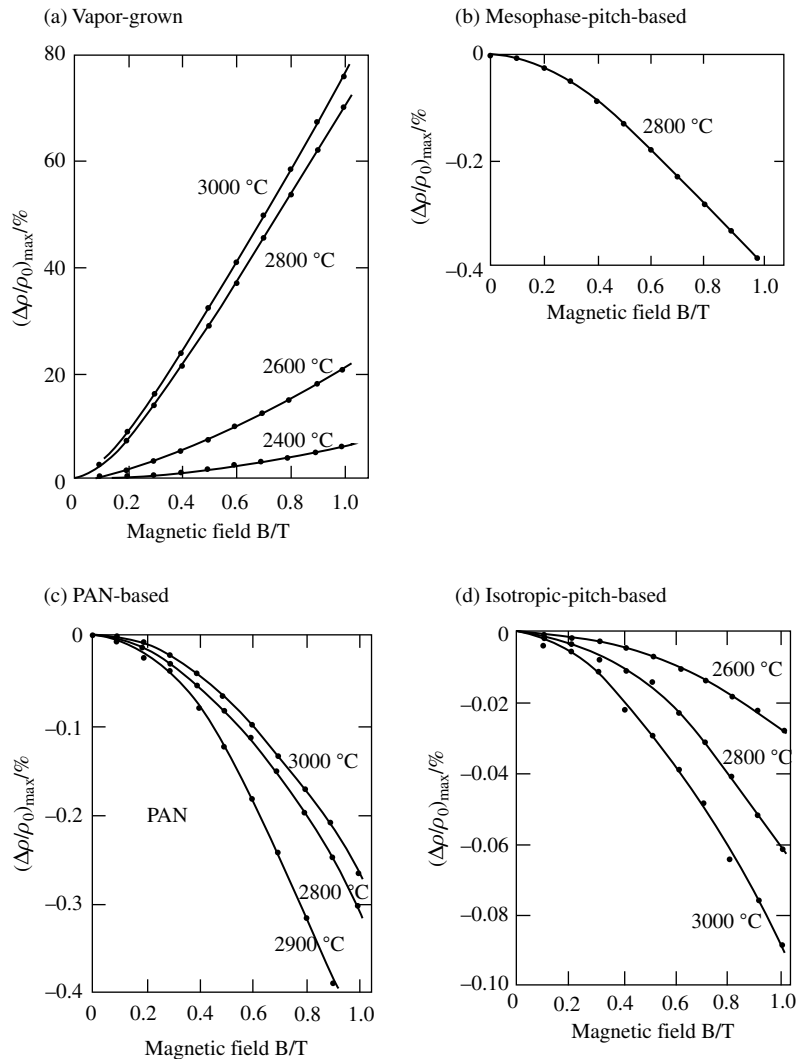 (a) Vapor-grown
80
60
40
20
0
0
0.2
0.4
0.6
0.8
1.0
(Δρ/ρ0)max/%
Magnetic field B/T
3000 °C
2800 °C
2600 °C
2400 °C
(b) Mesophase-pitch-based
0
−0.2
−0.4
0
0.2
0.4
0.6
0.8
1.0
(Δρ/ρ0)max/%
Magnetic field B/T
2800 °C
(c) PAN-based
0
−0.1
−0.2
−0.3
−0.4
0
0.2
0.4
0.6
0.8
1.0
(Δρ/ρ0)max/%
Magnetic field B/T
3000 °C
PAN
2800 °C
2900 °C
(d) Isotropic-pitch-based
0
−0.02
−0.04
−0.06
−0.08
−0.10
0
0.2
0.4
0.6
0.8
1.0
(Δρ/ρ0)max/%
Magnetic field B/T
2600 °C
2800 °C
3000 °C